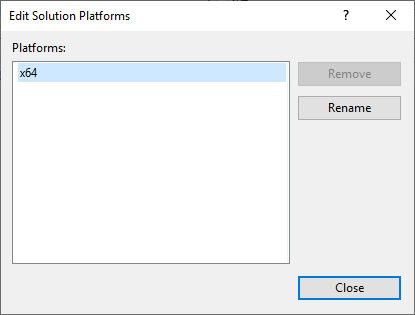 Edit Solution Platforms
?
Platforms:
x64
Remove
Rename
Close